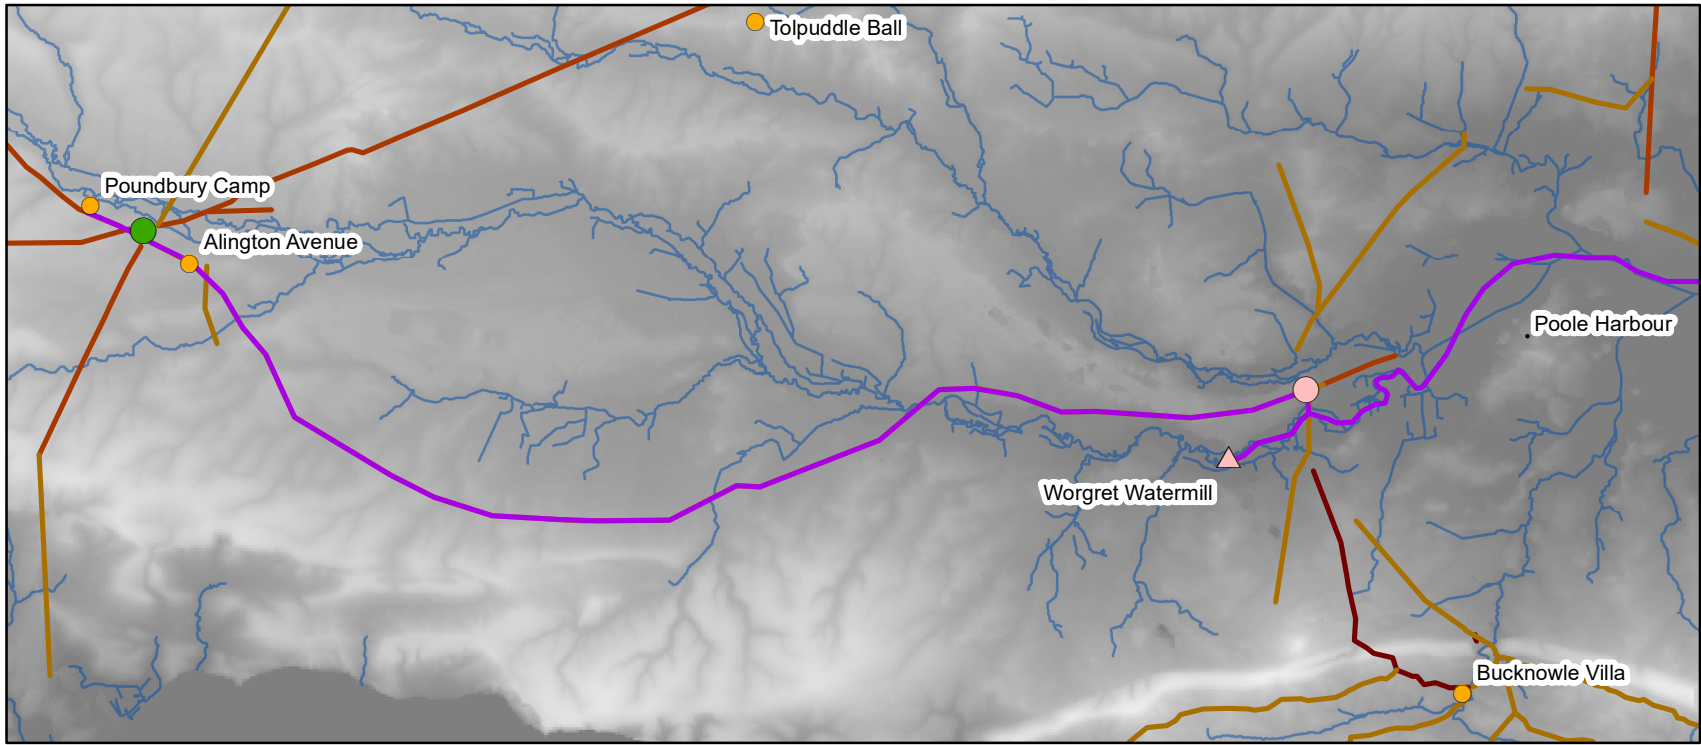 Tolpuddle Ball
Poundbury Camp
Alington Avenue
Poole Harbour
Worgret Watermill
Bucknowle Villa